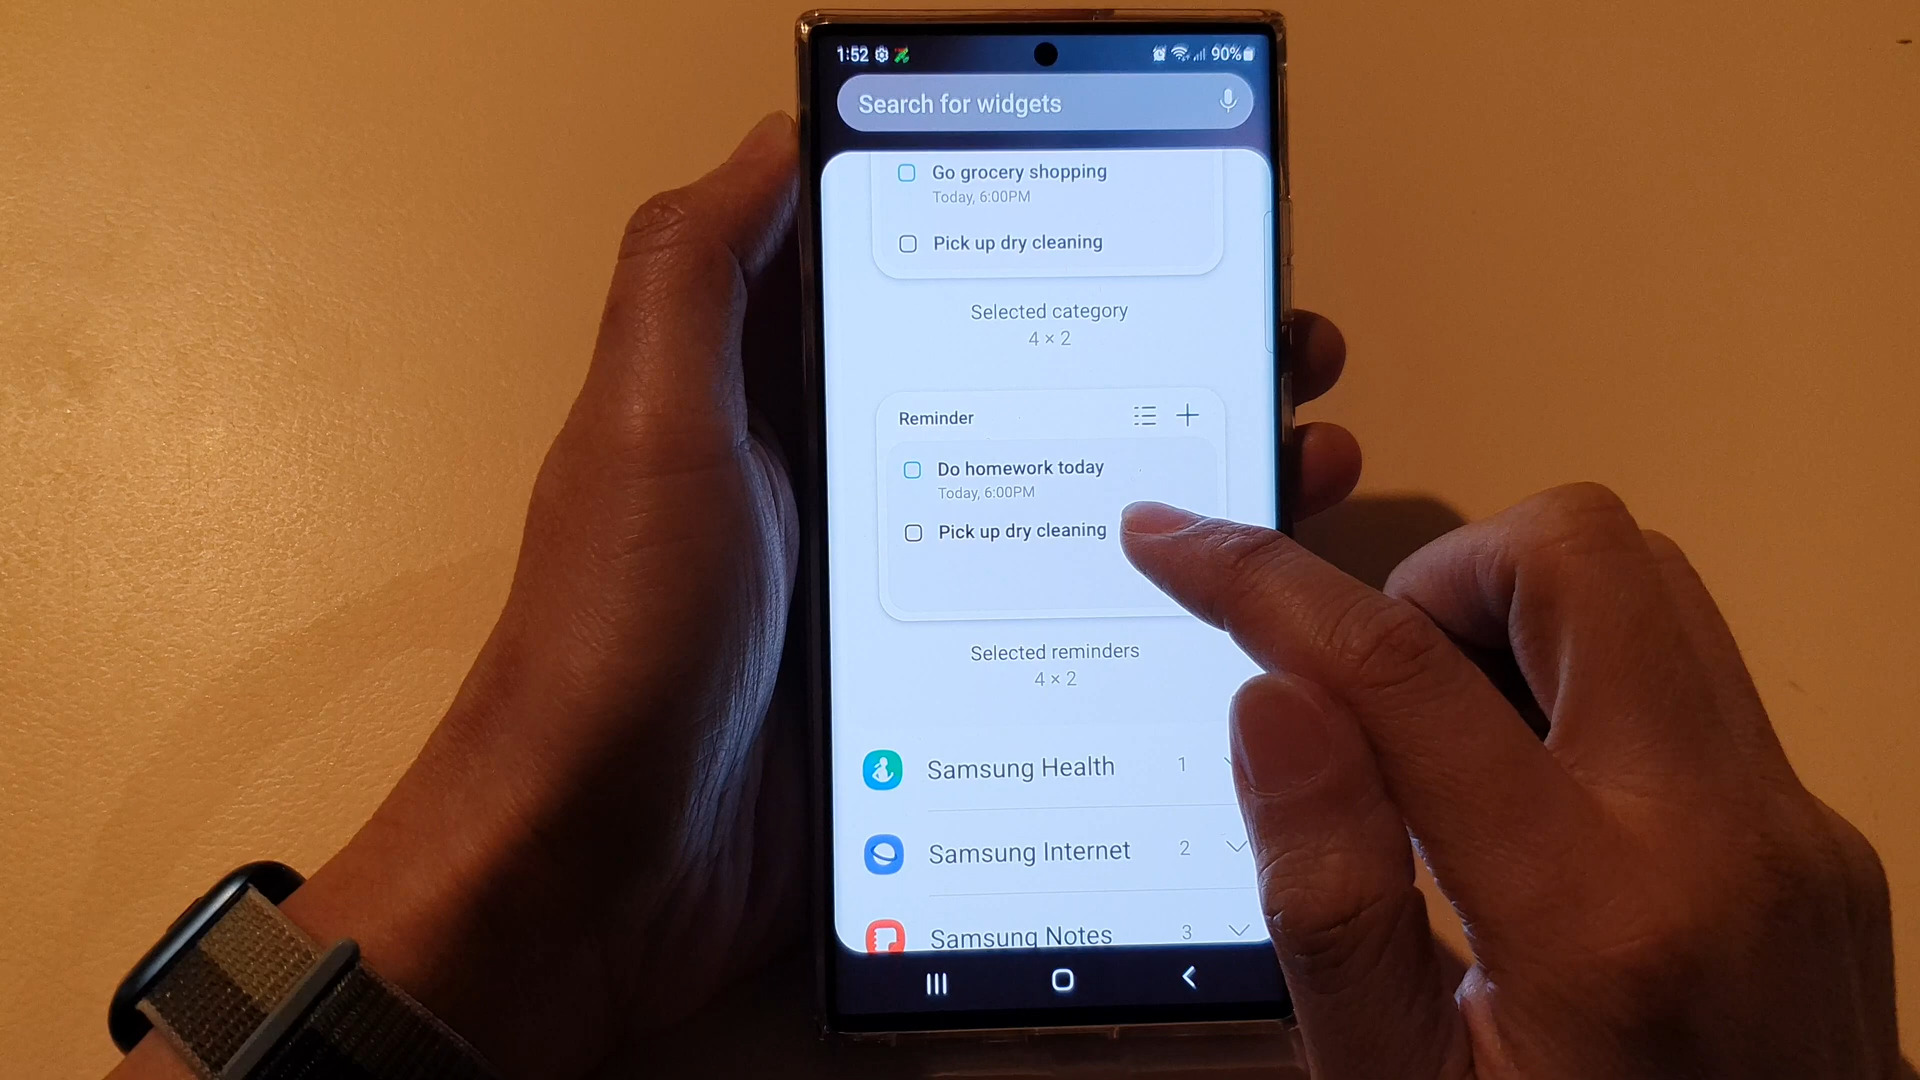 1:52
90%
Search for widgets
Go grocery shopping
Today, 6:00PM
Pick up dry cleaning
Selected category
4 × 2
Reminder
Do homework today
Today, 6:00PM
Pick up dry cleaning
Selected reminders
4 × 2
Samsung Health 1
Samsung Internet 2
Samsung Notes 3